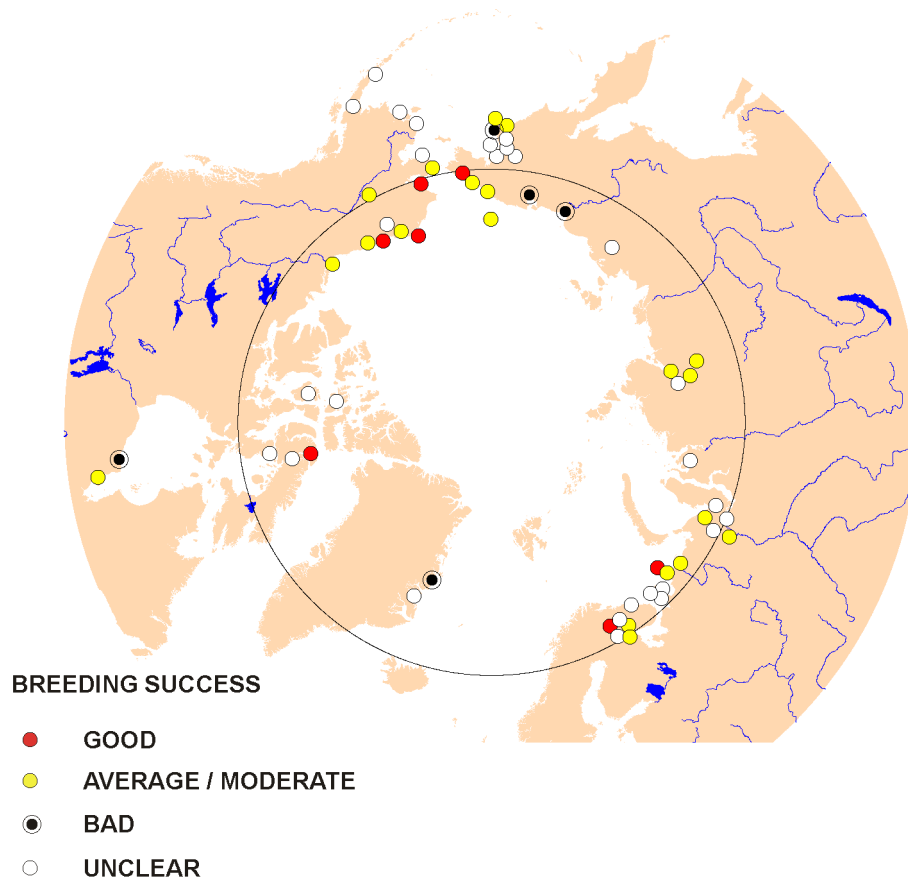 BREEDING SUCCESS
GOOD
AVERAGE / MODERATE
BAD
UNCLEAR